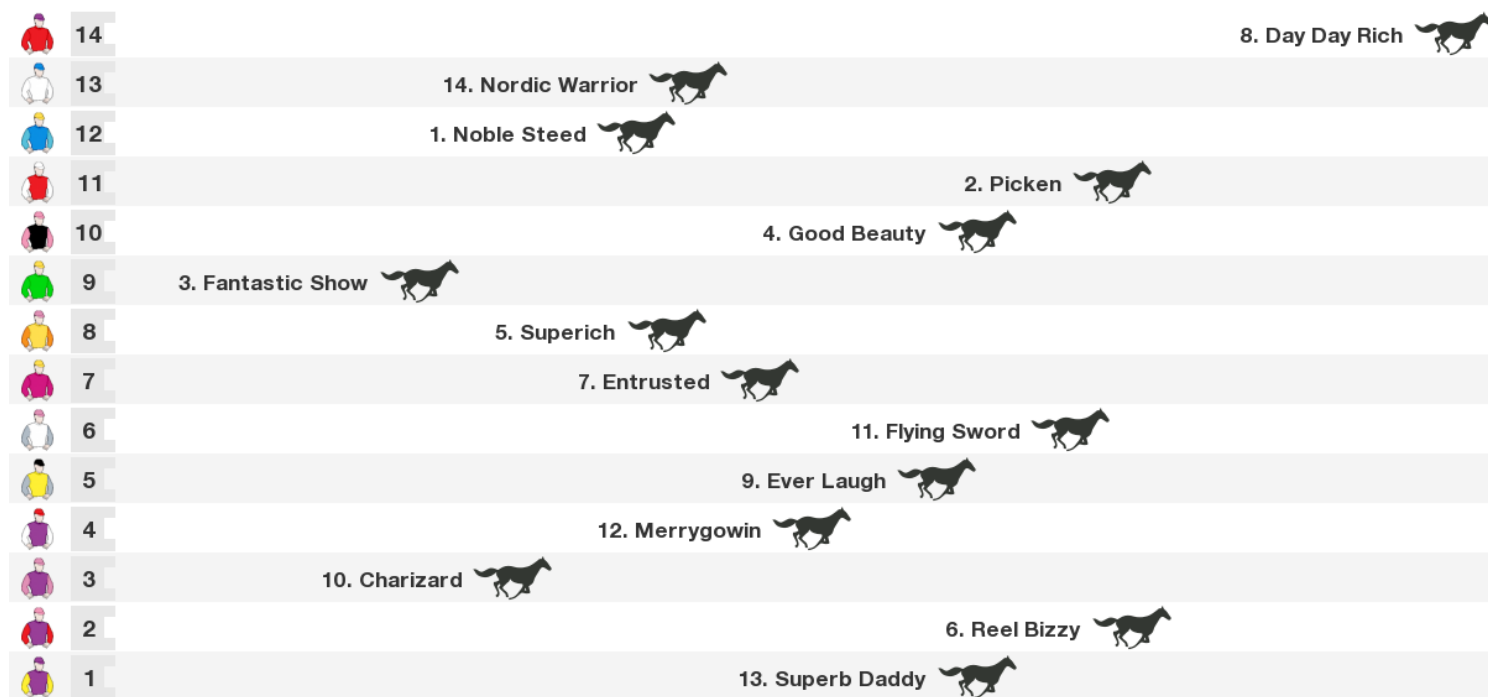 14 8. Day Day Rich
13 14. Nordic Warrior
12 1. Noble Steed
11 2. Picken
10 4. Good Beauty
9 3. Fantastic Show
8 5. Superich
7 7. Entrusted
6 11. Flying Sword
5 9. Ever Laugh
4 12. Merrygowin
3 10. Charizard
2 6. Reel Bizzy
1 13. Superb Daddy